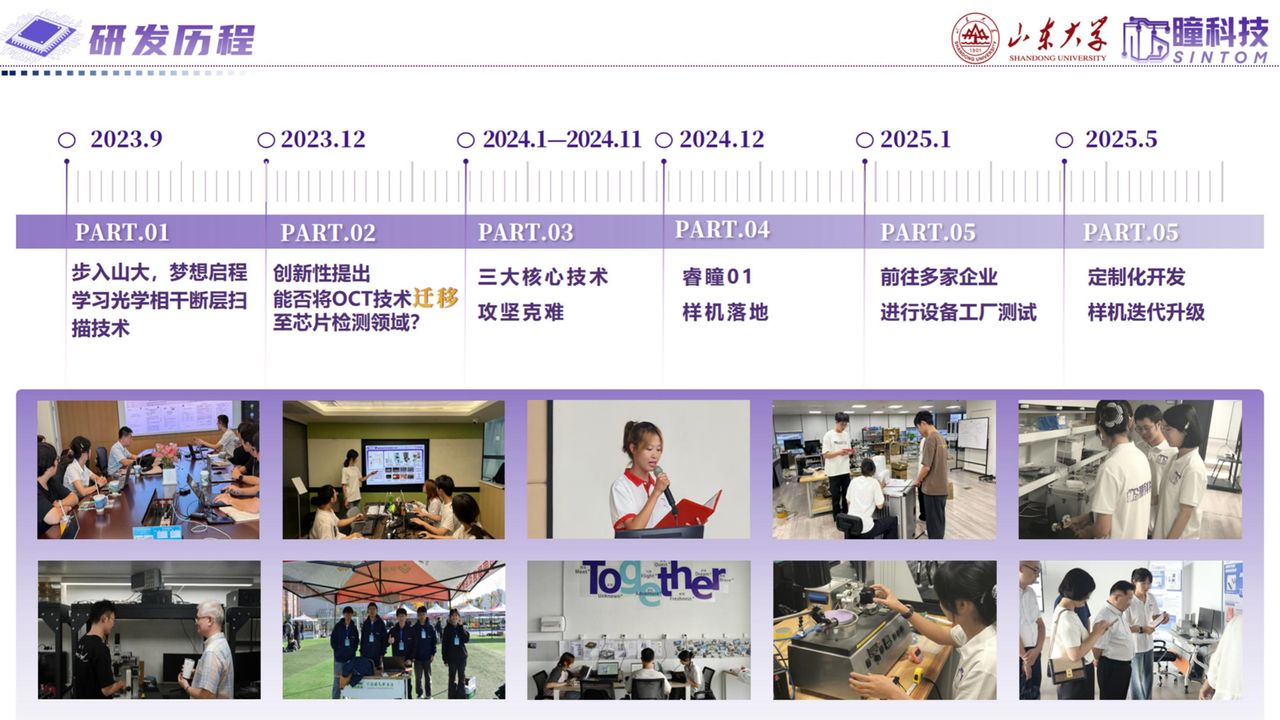 研发历程
山东大学
SHANDONG UNIVERSITY
1901
瞳科技
SINTOM
2023.9
2023.12
2024.1—2024.11
2024.12
2025.1
2025.5
PART.01
PART.02
PART.03
PART.04
PART.05
PART.05
步入山大，梦想启程
学习光学相干断层扫
描技术
创新性提出
能否将OCT技术迁移
至芯片检测领域？
三大核心技术
攻坚克难
睿瞳01
样机落地
前往多家企业
进行设备工厂测试
定制化开发
样机迭代升级
Together